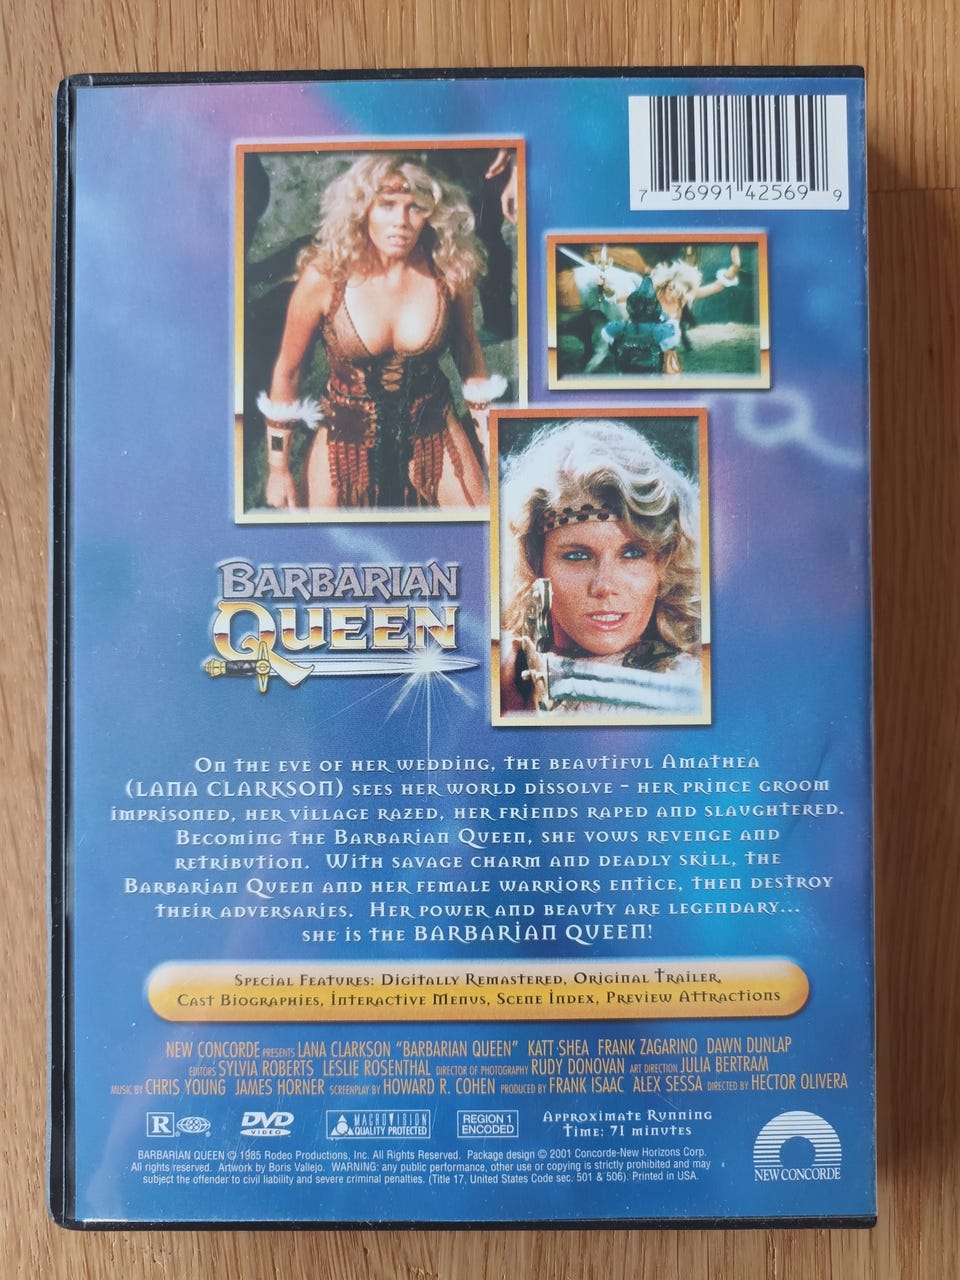 7 36991 42569 9
BARBARIAN
QUEEN
On the eve of her wedding, the beautiful Amathea
(LANA CLARKSON) sees her world dissolve - her prince groom
imprisoned, her village razed, her friends raped and slaughtered.
Becoming the Barbarian Queen, she vows revenge and
retribution. With savage charm and deadly skill, the
Barbarian Queen and her female warriors entice, then destroy
their adversaries. Her power and beauty are legendary...
she is the BARBARIAN QUEEN!
Special Features: Digitally Remastered, Original Trailer,
Cast Biographies, Interactive Menus, Scene Index, Preview Attractions
NEW CONCORDE PRESENTS LANA CLARKSON "BARBARIAN QUEEN" KATT SHEA FRANK ZAGARINO DAWN DUNLAP
EDITORS SYLVIA ROBERTS LESLIE ROSENTHAL DIRECTOR OF PHOTOGRAPHY RUDY DONOVAN ART DIRECTION JULIA BERTRAM
MUSIC BY CHRIS YOUNG JAMES HORNER SCREENPLAY BY HOWARD R. COHEN PRODUCED BY FRANK ISAAC ALEX SESSA DIRECTED BY HECTOR OLIVERA
R DVD VIDEO MACROVISION QUALITY PROTECTED REGION 1 ENCODED Approximate Running
Time: 71 minutes
BARBARIAN QUEEN © 1985 Rodeo Productions, Inc. All Rights Reserved. Package design © 2001 Concorde-New Horizons Corp.
All rights reserved. Artwork by Boris Vallejo. WARNING: any public performance, other use or copying is strictly prohibited and may
subject the offender to civil liability and severe criminal penalties. (Title 17, United States Code sec. 501 & 506). Printed in USA.
NEW CONCORDE